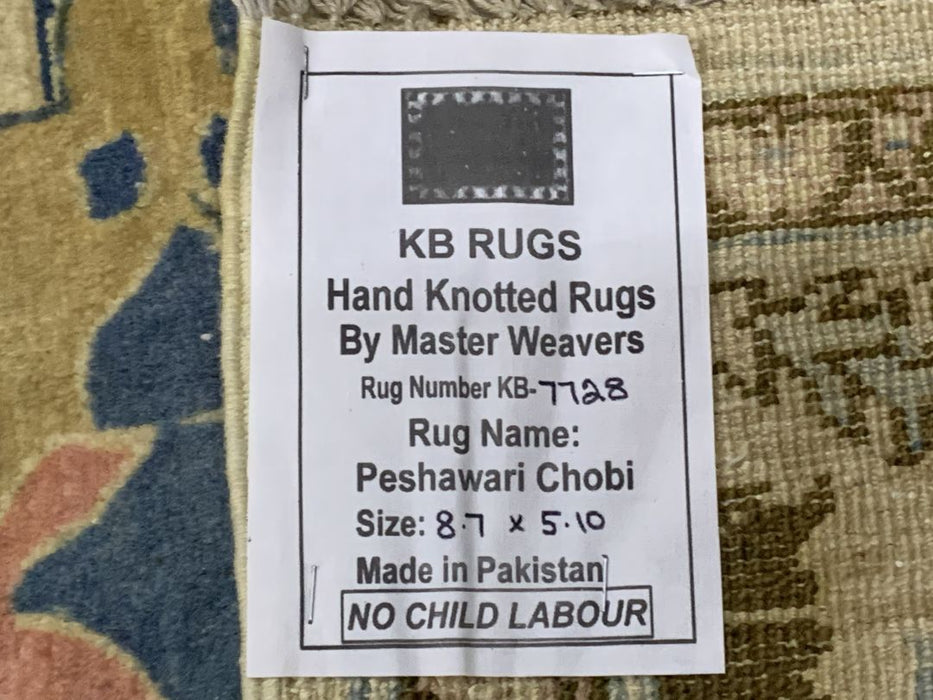 KB RUGS
Hand Knotted Rugs
By Master Weavers
Rug Number KB-7728
Rug Name:
Peshawari Chobi
Size: 8.7 x 5.10
Made in Pakistan
NO CHILD LABOUR